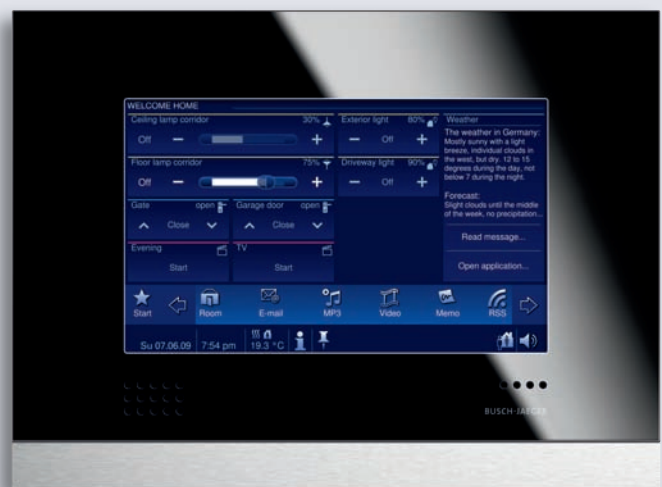 WELCOME HOME
Ceiling lamp corridor 30%
Off − +
Exterior light 80%
− Off +
Weather
The weather in Germany:
Mostly sunny with a light
breeze, individual clouds in
the west, but dry. 12 to 15
degrees during the day, not
below 7 during the night.
Forecast:
Slight clouds until the middle
of the week, no precipitation...
Read message...
Open application...
Floor lamp corridor 75%
Off − +
Driveway light 90%
− Off +
Gate open
Close
Garage door open
Close
Evening
Start
TV
Start
Start Room E-mail MP3 Video Memo RSS
Su 07.06.09 7:54 pm 19.3 °C i
BUSCH-JAEGER